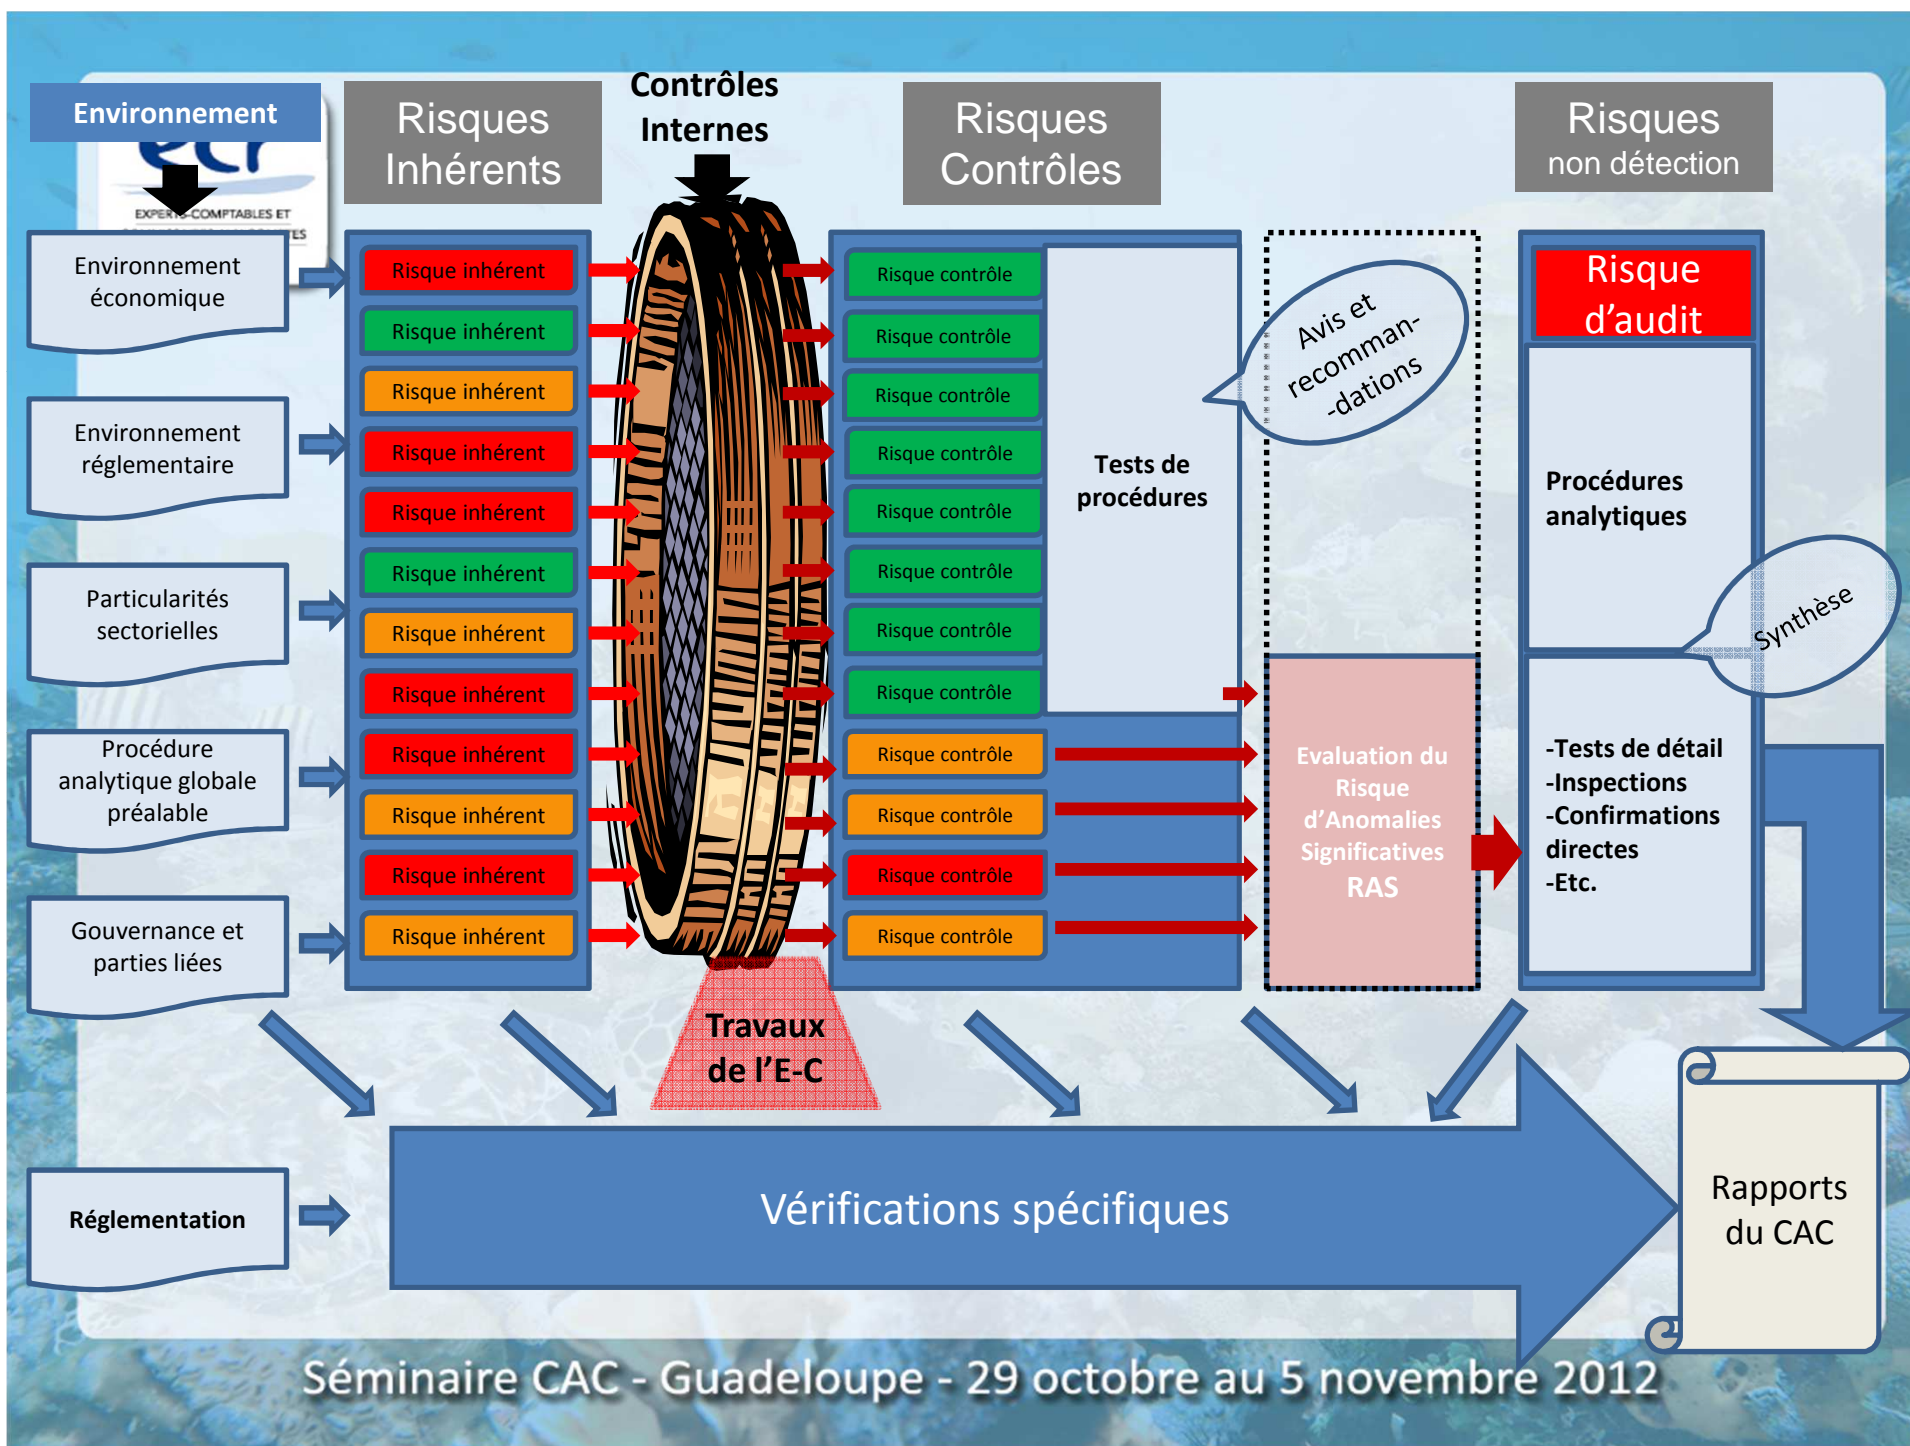 Environnement
EXPERTS-COMPTABLES ET
Risques
Inhérents
Contrôles
Internes
Risques
Contrôles
Risques
non détection
Environnement
économique
Environnement
réglementaire
Particularités
sectorielles
Procédure
analytique globale
préalable
Gouvernance et
parties liées
Réglementation
Risque inhérent
Risque inhérent
Risque inhérent
Risque inhérent
Risque inhérent
Risque inhérent
Risque inhérent
Risque inhérent
Risque inhérent
Risque inhérent
Risque inhérent
Risque inhérent
Travaux
de l'E-C
Risque contrôle
Risque contrôle
Risque contrôle
Risque contrôle
Risque contrôle
Risque contrôle
Risque contrôle
Risque contrôle
Risque contrôle
Risque contrôle
Risque contrôle
Risque contrôle
Tests de
procédures
Avis et
recomman-
-dations
Evaluation du
Risque
d'Anomalies
Significatives
RAS
Risque
d'audit
Procédures
analytiques
Synthèse
-Tests de détail
-Inspections
-Confirmations
directes
-Etc.
Vérifications spécifiques
Rapports
du CAC
Séminaire CAC - Guadeloupe - 29 octobre au 5 novembre 2012